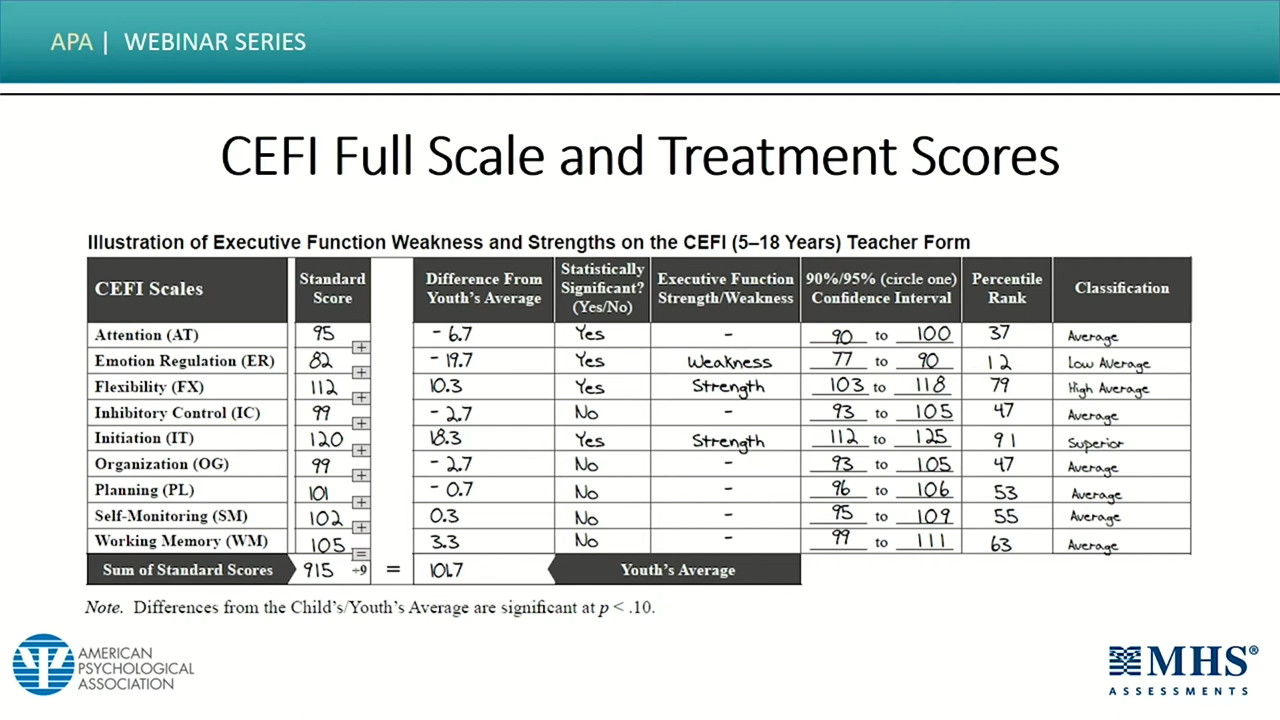 APA | WEBINAR SERIES
CEFI Full Scale and Treatment Scores
Illustration of Executive Function Weakness and Strengths on the CEFI (5–18 Years) Teacher Form
CEFI Scales Standard Score Difference From Youth's Average Statistically Significant? (Yes/No) Executive Function Strength/Weakness 90%/95% (circle one) Confidence Interval Percentile Rank Classification
Attention (AT) 95 + - 6.7 Yes - 90 to 100 37 Average
Emotion Regulation (ER) 82 + - 19.7 Yes Weakness 77 to 90 12 Low Average
Flexibility (FX) 112 + 10.3 Yes Strength 103 to 118 79 High Average
Inhibitory Control (IC) 99 + - 2.7 No - 93 to 105 47 Average
Initiation (IT) 120 + 18.3 Yes Strength 112 to 125 91 Superior
Organization (OG) 99 + - 2.7 No - 93 to 105 47 Average
Planning (PL) 101 + - 0.7 No - 96 to 106 53 Average
Self-Monitoring (SM) 102 + 0.3 No - 95 to 109 55 Average
Working Memory (WM) 105 = 3.3 No - 99 to 111 63 Average
Sum of Standard Scores 915 ÷9 = 101.7 Youth's Average
Note. Differences from the Child's/Youth's Average are significant at p < .10.
AMERICAN
PSYCHOLOGICAL
ASSOCIATION
MHS®
ASSESSMENTS